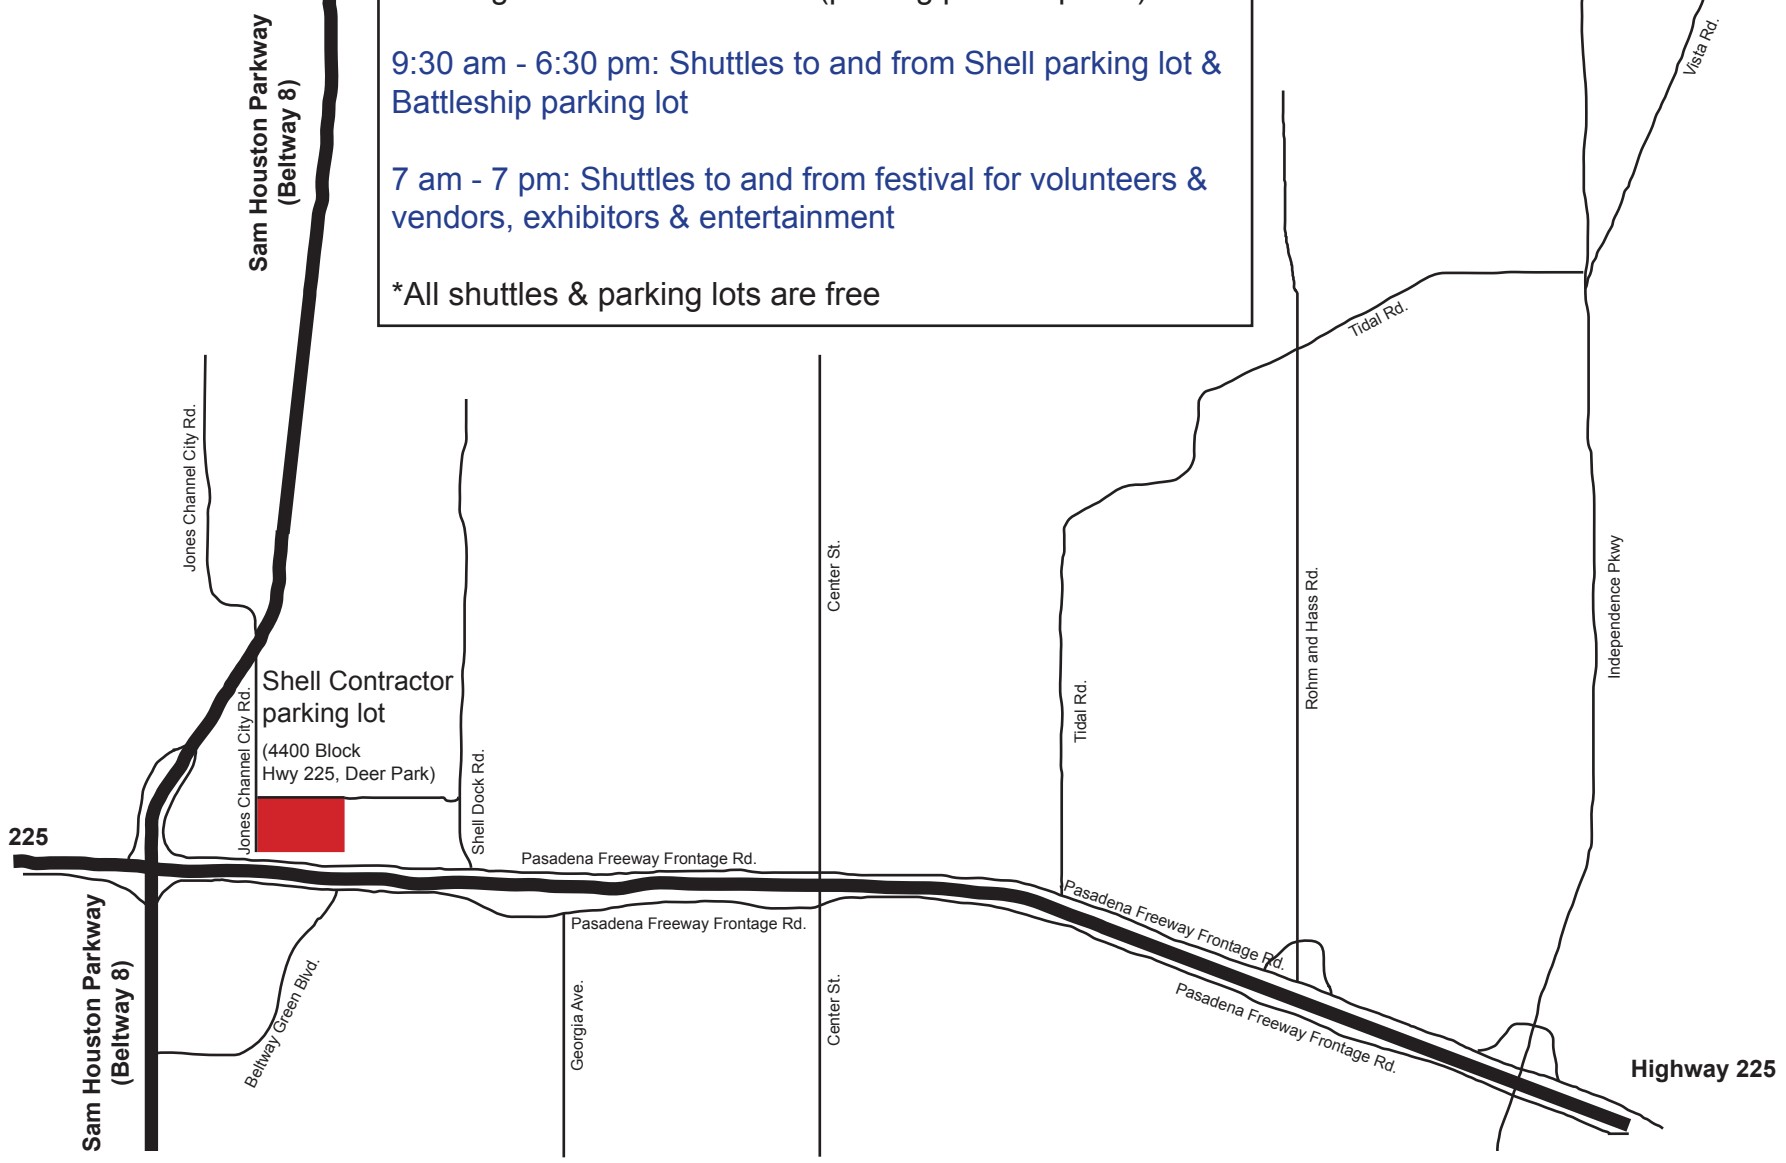 9:30 am - 6:30 pm: Shuttles to and from Shell parking lot &
Battleship parking lot
7 am - 7 pm: Shuttles to and from festival for volunteers &
vendors, exhibitors & entertainment
*All shuttles & parking lots are free
Sam Houston Parkway
(Beltway 8)
Vista Rd.
Tidal Rd.
Jones Channel City Rd.
Center St.
Rohm and Hass Rd.
Independence Pkwy
Shell Contractor
parking lot
(4400 Block
Hwy 225, Deer Park)
Jones Channel City Rd.
Shell Dock Rd.
Tidal Rd.
225
Pasadena Freeway Frontage Rd.
Pasadena Freeway Frontage Rd.
Pasadena Freeway Frontage Rd.
Pasadena Freeway Frontage Rd.
Sam Houston Parkway
(Beltway 8)
Beltway Green Blvd.
Georgia Ave.
Center St.
Highway 225